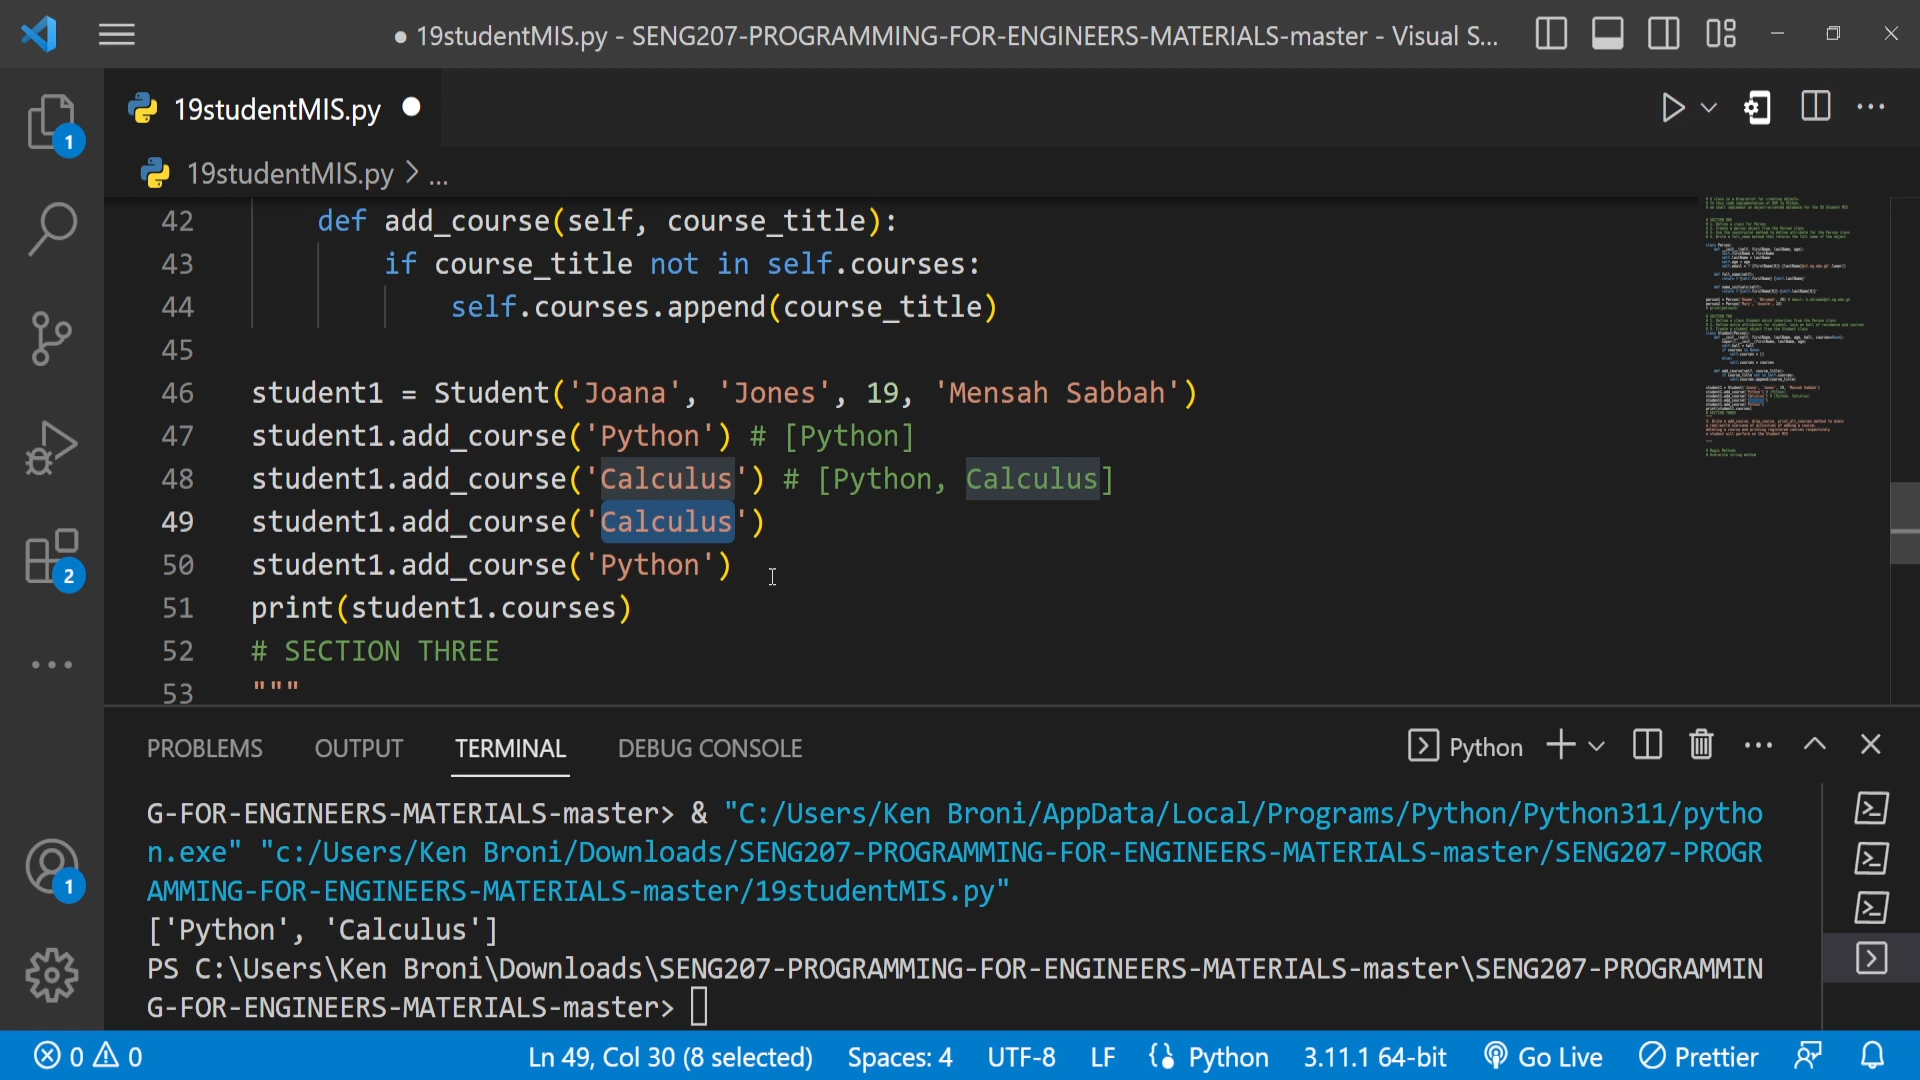 ● 19studentMIS.py - SENG207-PROGRAMMING-FOR-ENGINEERS-MATERIALS-master - Visual S...
19studentMIS.py
19studentMIS.py > ...
1
2
1
42 def add_course(self, course_title):
43 if course_title not in self.courses:
44 self.courses.append(course_title)
45
46 student1 = Student('Joana', 'Jones', 19, 'Mensah Sabbah')
47 student1.add_course('Python') # [Python]
48 student1.add_course('Calculus') # [Python, Calculus]
49 student1.add_course('Calculus')
50 student1.add_course('Python')
51 print(student1.courses)
52 # SECTION THREE
53 """
PROBLEMS OUTPUT TERMINAL DEBUG CONSOLE Python
G-FOR-ENGINEERS-MATERIALS-master> & "C:/Users/Ken Broni/AppData/Local/Programs/Python/Python311/pytho
n.exe" "c:/Users/Ken Broni/Downloads/SENG207-PROGRAMMING-FOR-ENGINEERS-MATERIALS-master/SENG207-PROGR
AMMING-FOR-ENGINEERS-MATERIALS-master/19studentMIS.py"
['Python', 'Calculus']
PS C:\Users\Ken Broni\Downloads\SENG207-PROGRAMMING-FOR-ENGINEERS-MATERIALS-master\SENG207-PROGRAMMIN
G-FOR-ENGINEERS-MATERIALS-master>
0 0 Ln 49, Col 30 (8 selected) Spaces: 4 UTF-8 LF Python 3.11.1 64-bit Go Live Prettier